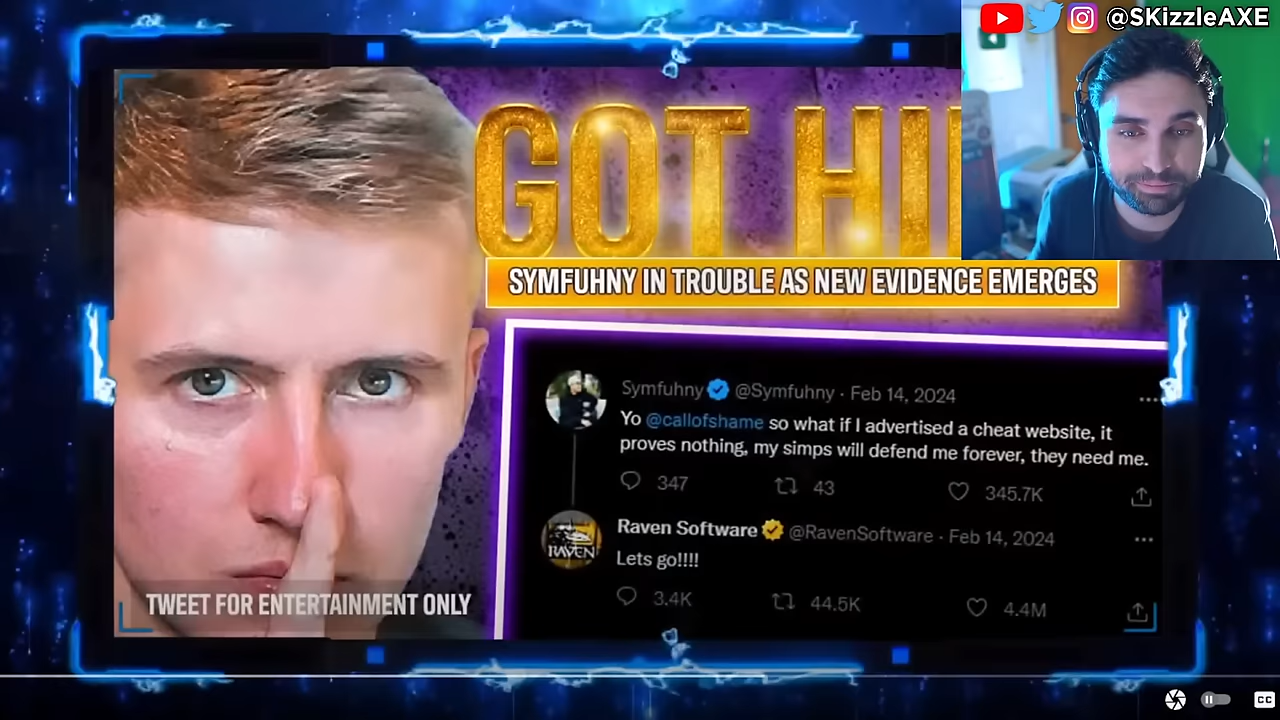 @SKizzleAXE
GOT HI
SYMFUHNY IN TROUBLE AS NEW EVIDENCE EMERGES
Symfuhny @Symfuhny · Feb 14, 2024
Yo @callofshame so what if I advertised a cheat website, it
proves nothing, my simps will defend me forever, they need me.
347 43 345.7K
Raven Software @RavenSoftware · Feb 14, 2024
RAVEN
Lets go!!!!
3.4K 44.5K 4.4M
TWEET FOR ENTERTAINMENT ONLY
CC